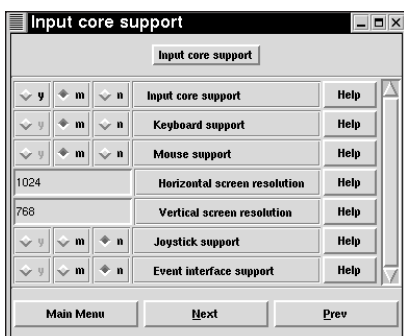 Input core support
Input core support
y m n Input core support Help
y m n Keyboard support Help
y m n Mouse support Help
1024 Horizontal screen resolution Help
768 Vertical screen resolution Help
y m n Joystick support Help
y m n Event interface support Help
Main Menu Next Prev